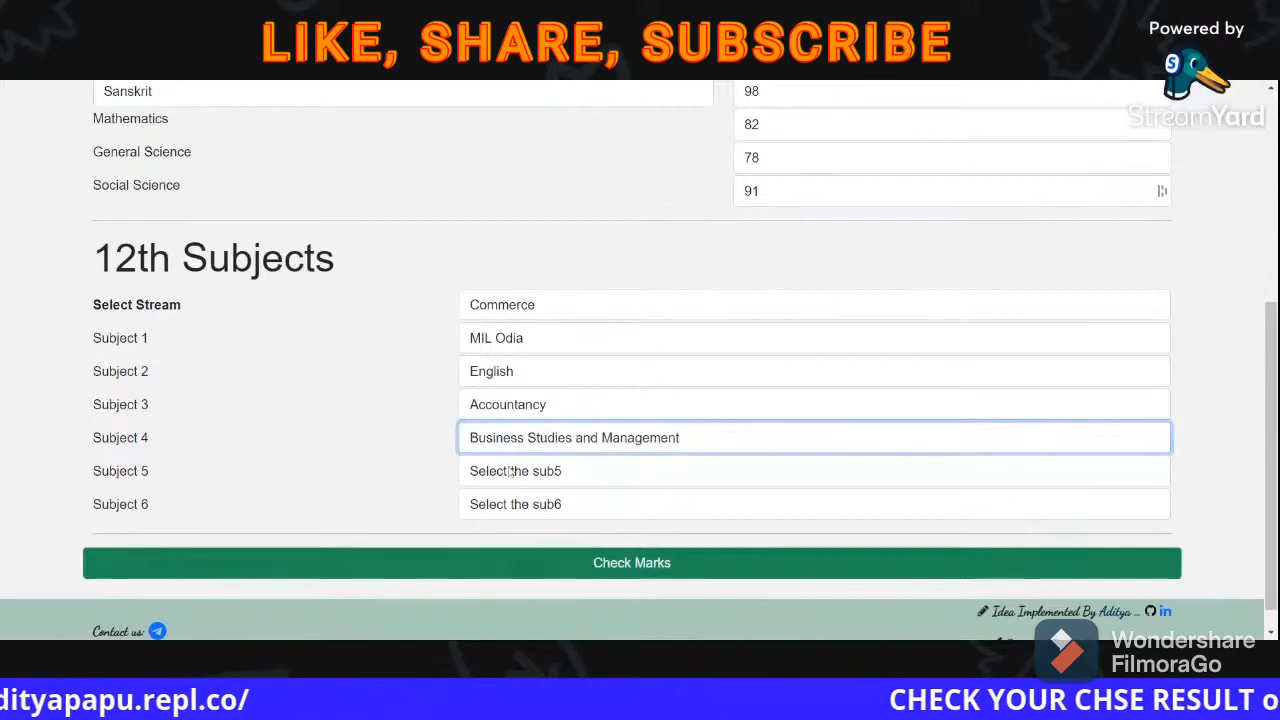 LIKE, SHARE, SUBSCRIBE
Powered by
S
StreamYard
Sanskrit 98
Mathematics 82
General Science 78
Social Science 91
12th Subjects
Select Stream Commerce
Subject 1 MIL Odia
Subject 2 English
Subject 3 Accountancy
Subject 4 Business Studies and Management
Subject 5 Select the sub5
Subject 6 Select the sub6
Check Marks
Idea Implemented By Aditya ... in
Contact us:
Wondershare
FilmoraGo
dityapapu.repl.co/ CHECK YOUR CHSE RESULT o